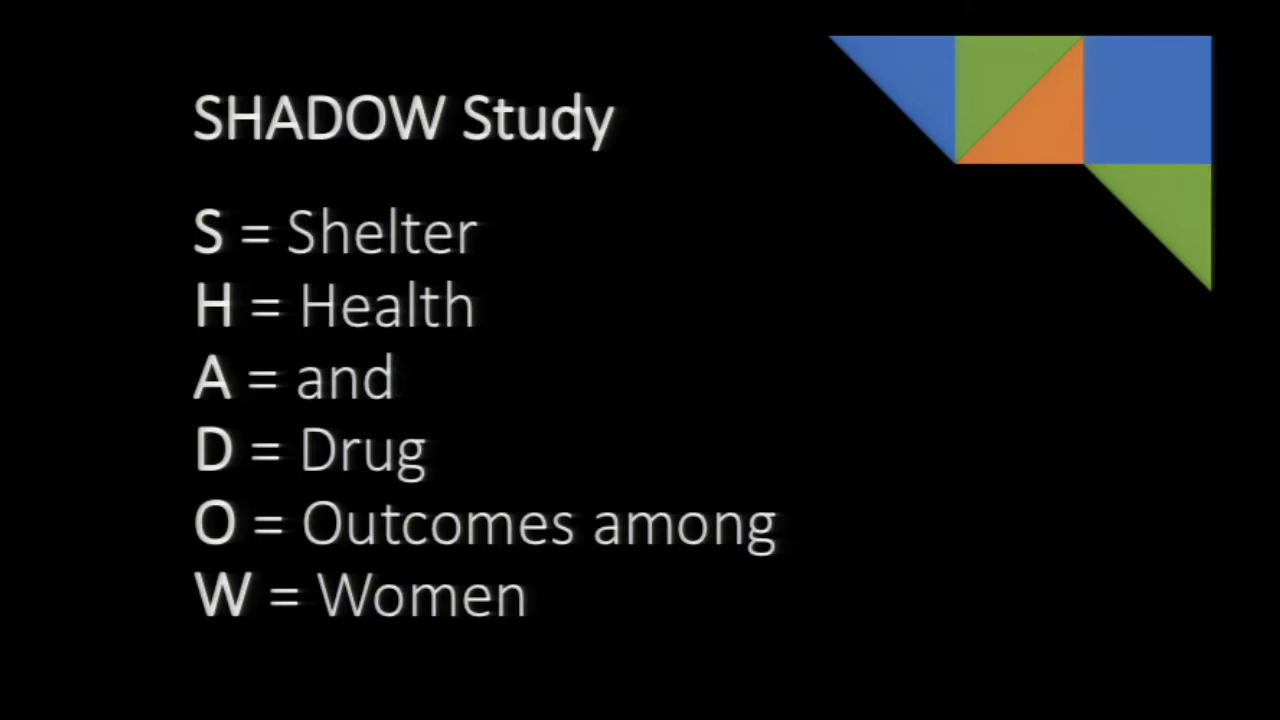 SHADOW Study
S = Shelter
H = Health
A = and
D = Drug
O = Outcomes among
W = Women